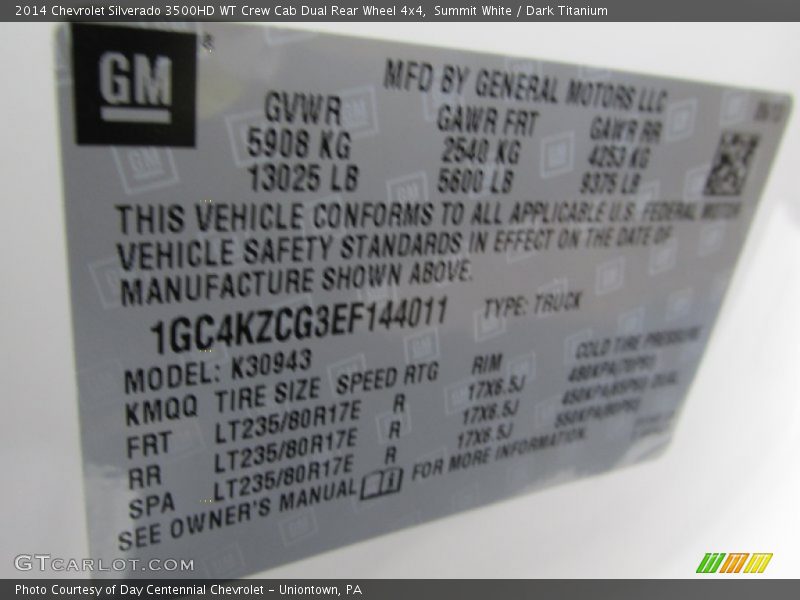 2014 Chevrolet Silverado 3500HD WT Crew Cab Dual Rear Wheel 4x4, Summit White / Dark Titanium
GM
MFD BY GENERAL MOTORS LLC
GVWR GAWR FRT GAWR RR
5908 KG 2540 KG 4253 KG
13025 LB 5600 LB 9375 LB
THIS VEHICLE CONFORMS TO ALL APPLICABLE U.S. FEDERAL MOTOR
VEHICLE SAFETY STANDARDS IN EFFECT ON THE DATE OF
MANUFACTURE SHOWN ABOVE.
1GC4KZCG3EF144011 TYPE: TRUCK
MODEL: K30943
KMQQ TIRE SIZE SPEED RTG RIM COLD TIRE PRESSURE
FRT LT235/80R17E R 17X6.5J
RR LT235/80R17E R 17X6.5J
SPA LT235/80R17E R 17X6.5J
SEE OWNER'S MANUAL FOR MORE INFORMATION.
GTCARLOT.COM
Photo Courtesy of Day Centennial Chevrolet - Uniontown, PA